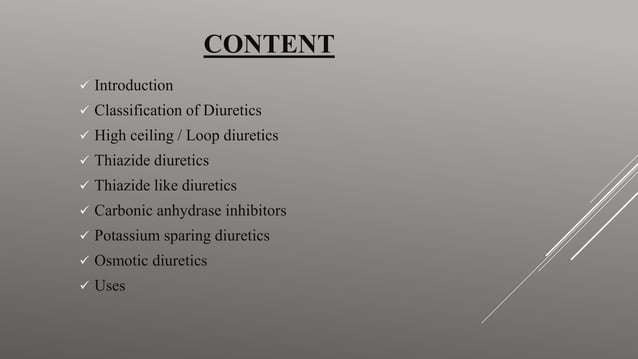 CONTENT
Introduction
Classification of Diuretics
High ceiling / Loop diuretics
Thiazide diuretics
Thiazide like diuretics
Carbonic anhydrase inhibitors
Potassium sparing diuretics
Osmotic diuretics
Uses